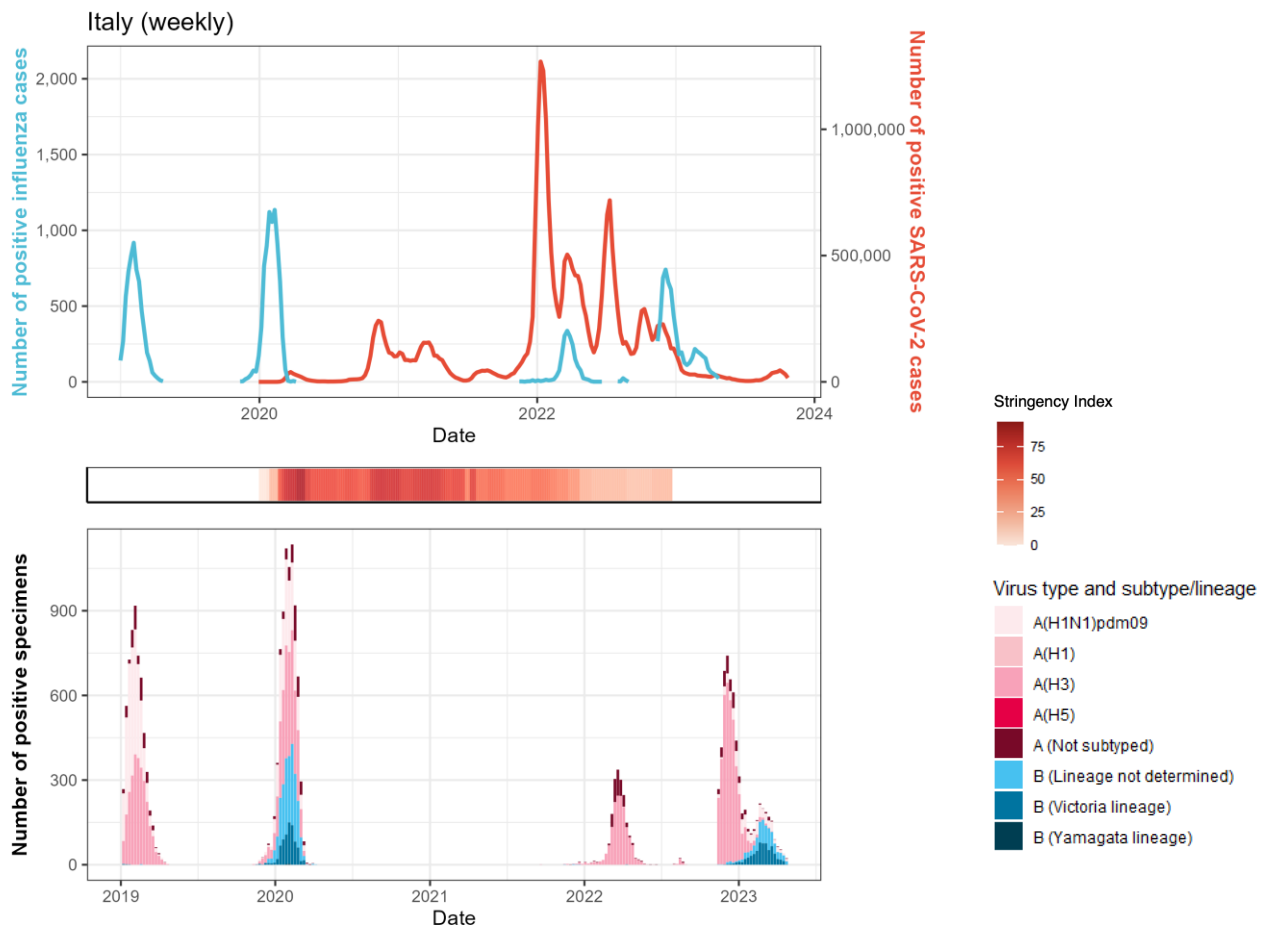 Italy (weekly)
Number of positive influenza cases
2,000
1,500
1,000
500
0
Number of positive SARS-CoV-2 cases
1,000,000
500,000
0
2020
2022
2024
Date
Stringency Index
75
50
25
0
Number of positive specimens
900
600
300
0
2019
2020
2021
2022
2023
Date
Virus type and subtype/lineage
A(H1N1)pdm09
A(H1)
A(H3)
A(H5)
A (Not subtyped)
B (Lineage not determined)
B (Victoria lineage)
B (Yamagata lineage)